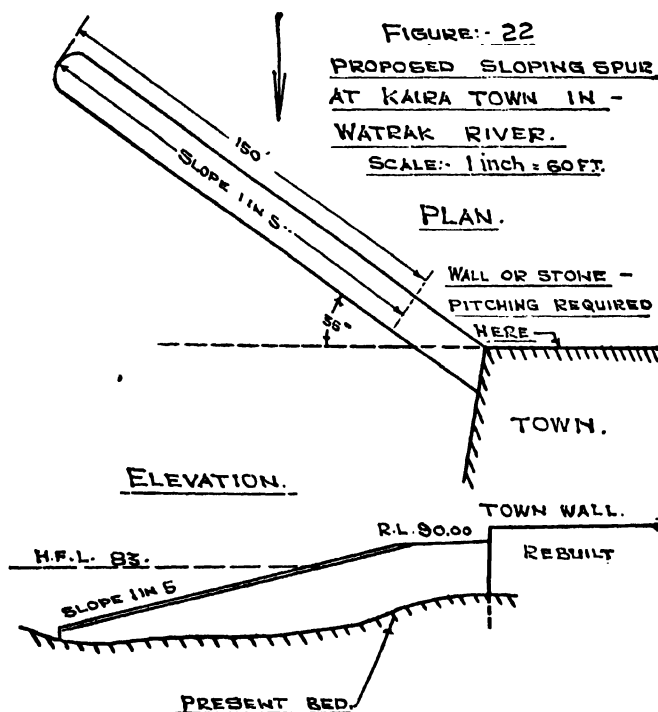 FIGURE:- 22
PROPOSED SLOPING SPUR
AT KAIRA TOWN IN -
WATRAK RIVER.
SCALE:- 1 inch = 60 FT.
PLAN.
150'
SLOPE 1 IN 5
WALL OR STONE -
PITCHING REQUIRED
HERE
36°
TOWN.
ELEVATION.
TOWN WALL.
R.L. 90.00
H.F.L. 83.
REBUILT
SLOPE 1 IN 5
PRESENT BED.